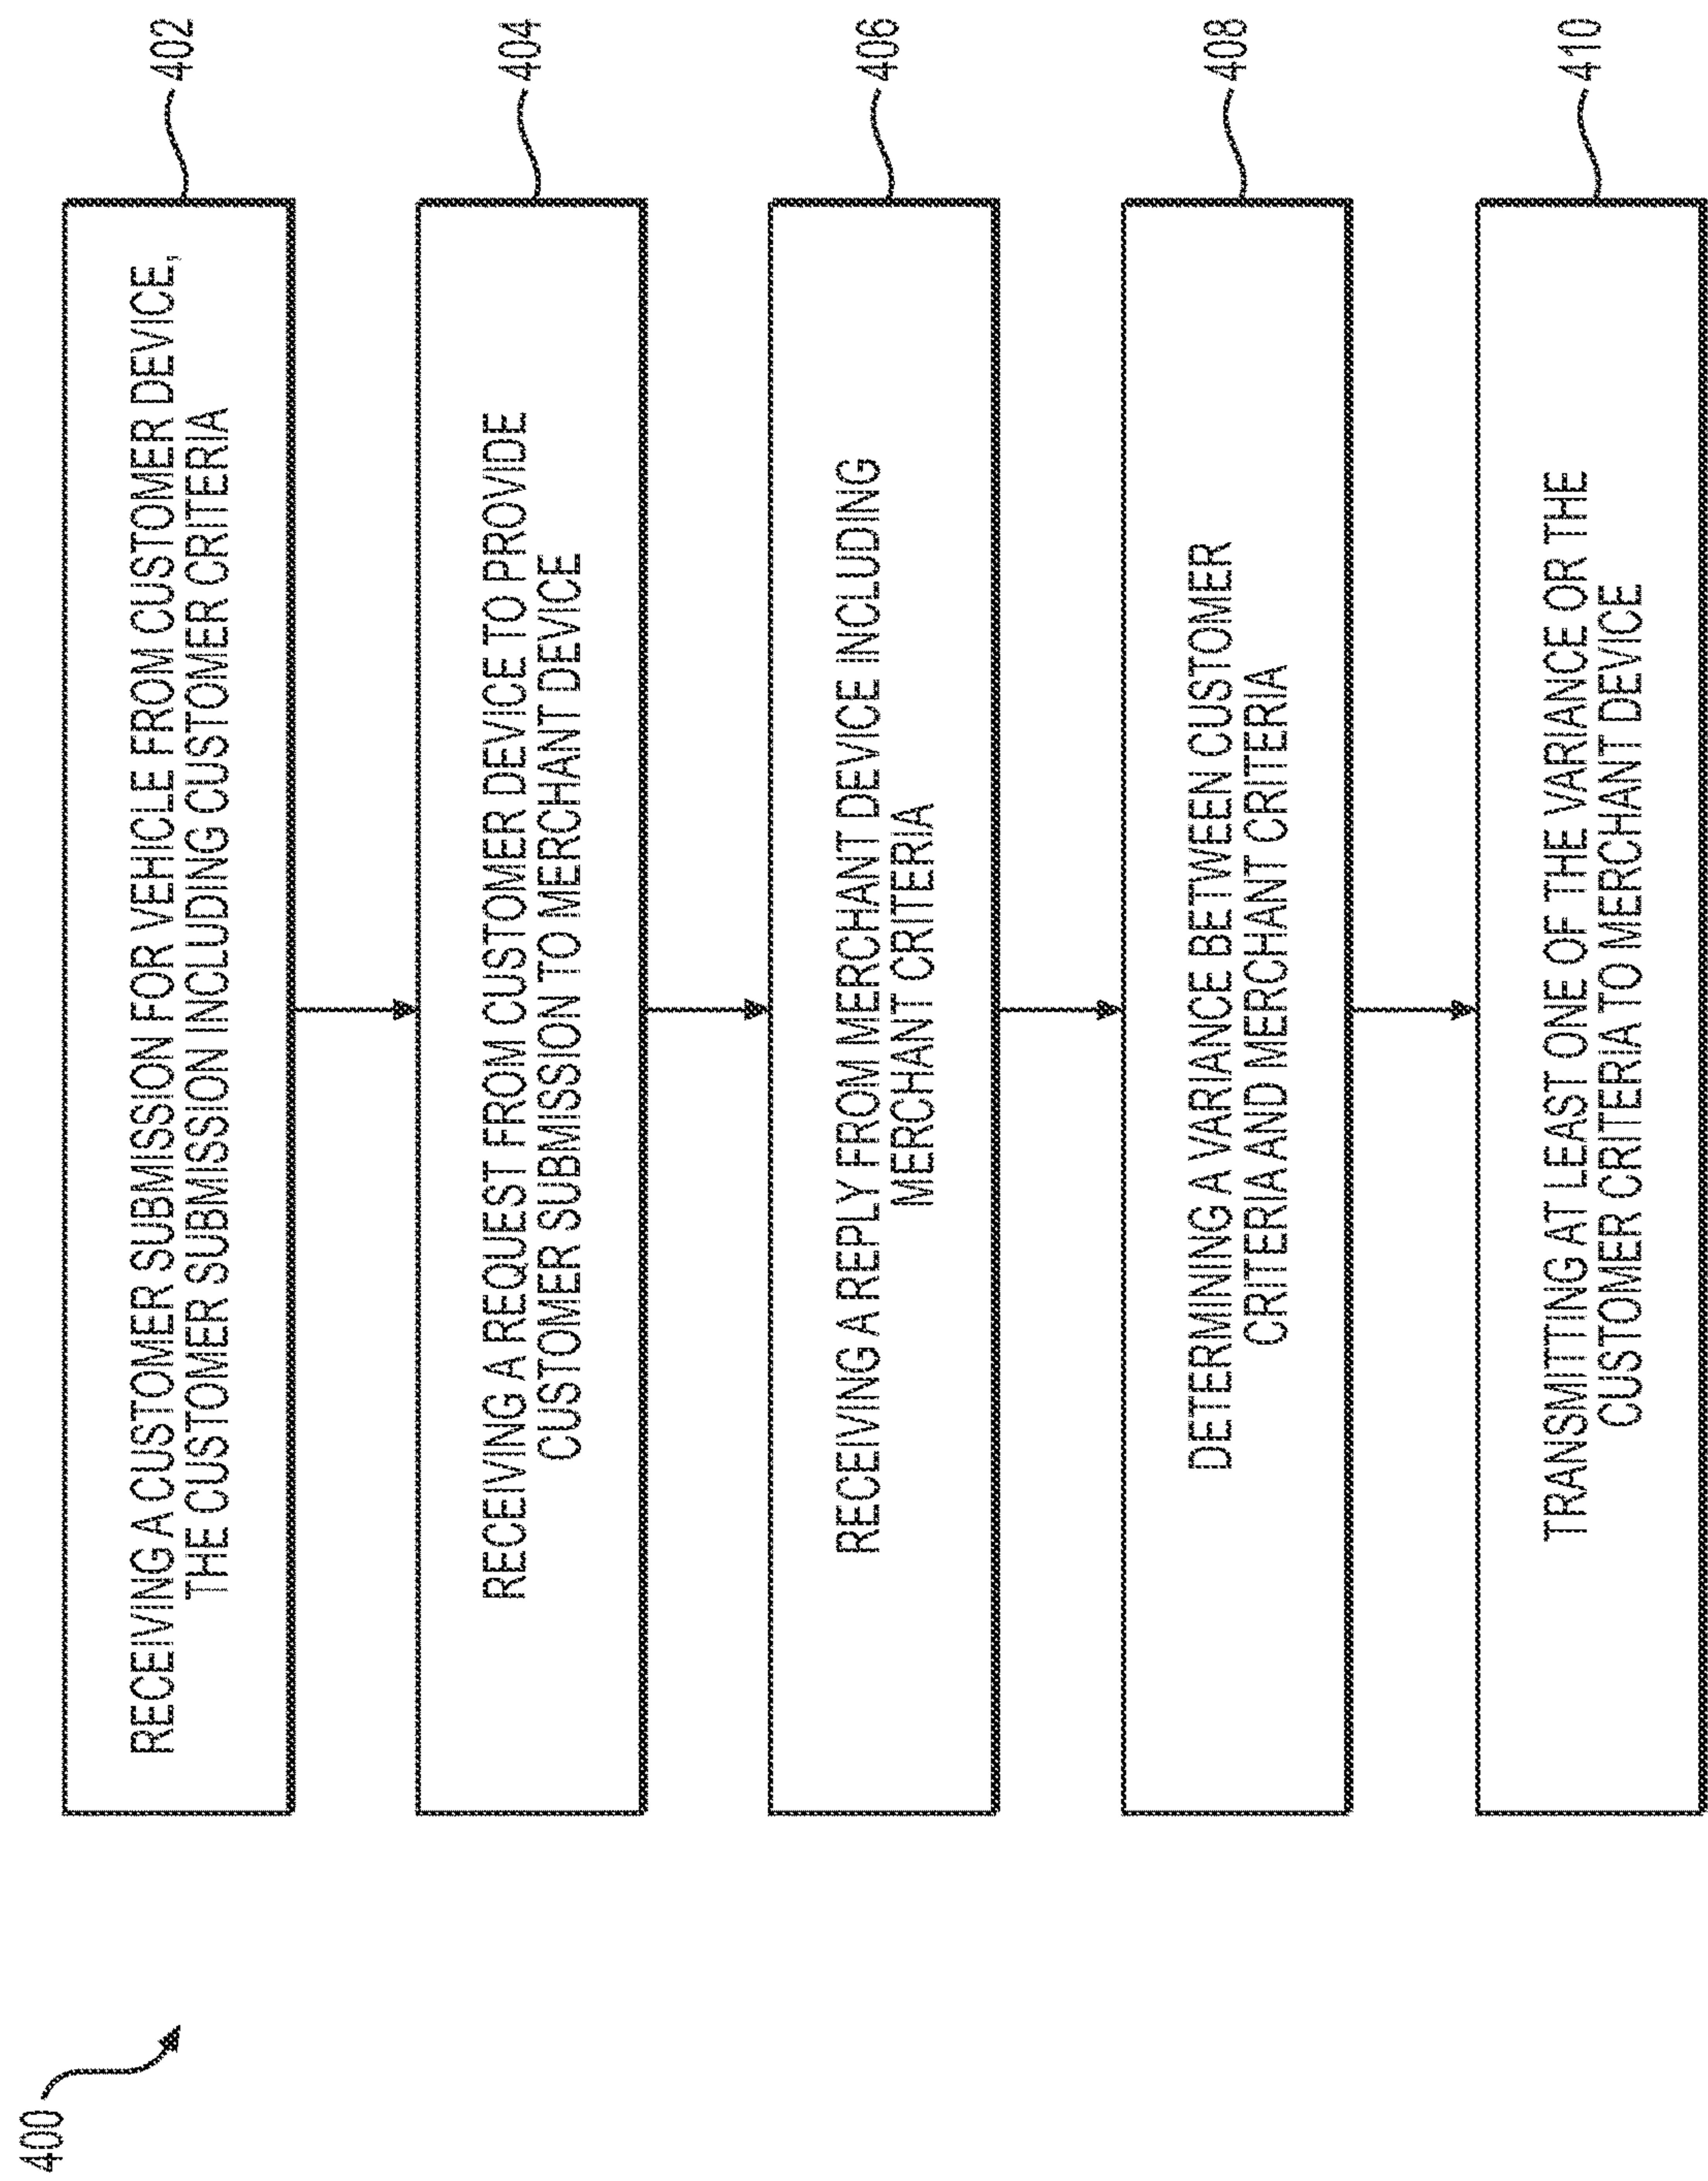 400
RECEIVING A CUSTOMER SUBMISSION FOR VEHICLE FROM CUSTOMER DEVICE,
THE CUSTOMER SUBMISSION INCLUDING CUSTOMER CRITERIA
402
RECEIVING A REQUEST FROM CUSTOMER DEVICE TO PROVIDE
CUSTOMER SUBMISSION TO MERCHANT DEVICE
404
RECEIVING A REPLY FROM MERCHANT DEVICE INCLUDING
MERCHANT CRITERIA
406
DETERMINING A VARIANCE BETWEEN CUSTOMER
CRITERIA AND MERCHANT CRITERIA
408
TRANSMITTING AT LEAST ONE OF THE VARIANCE OR THE
CUSTOMER CRITERIA TO MERCHANT DEVICE
410